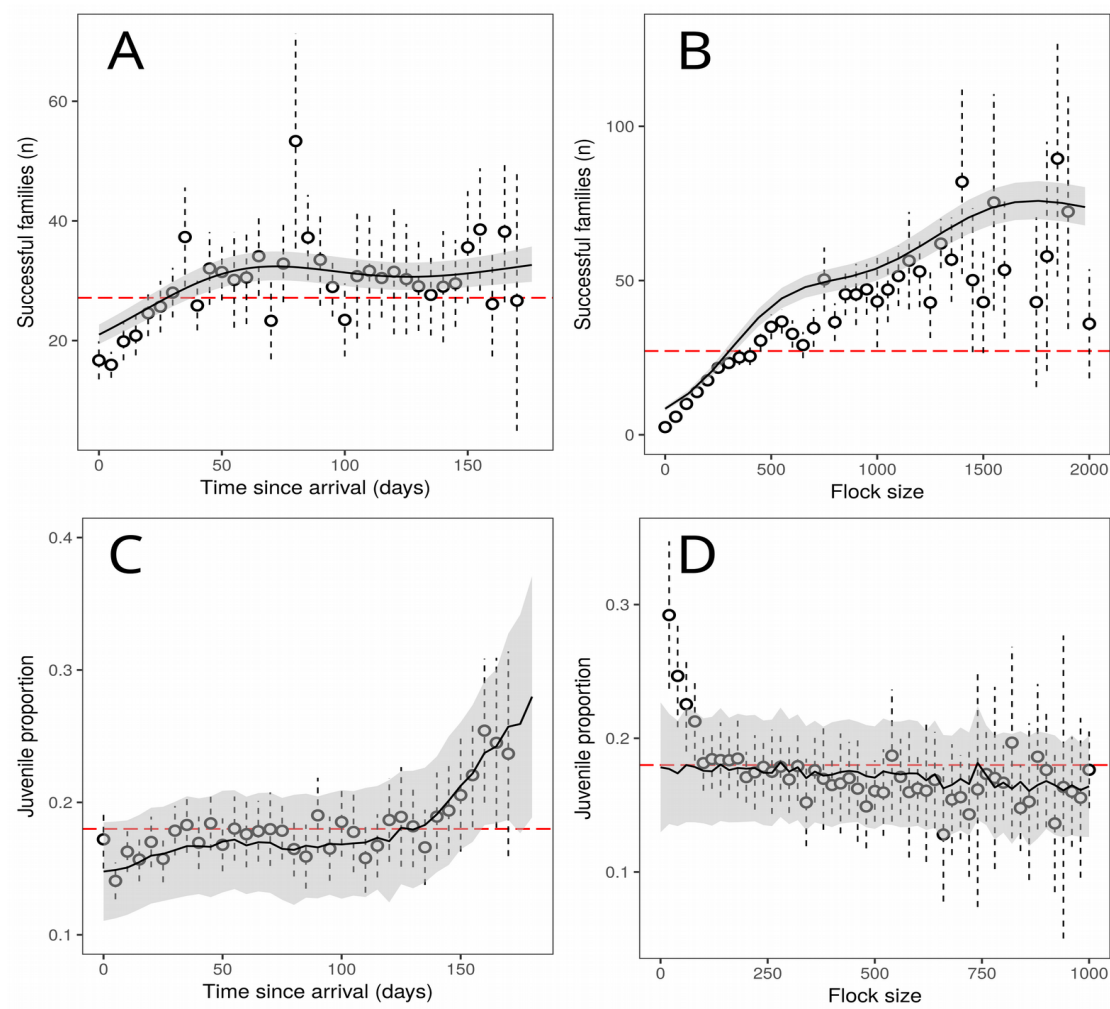 A
B
Successful families (n)
60
40
20
0
50
100
150
Time since arrival (days)
Successful families (n)
100
50
0
0
500
1000
1500
2000
Flock size
C
D
Juvenile proportion
0.4
0.3
0.2
0.1
0
50
100
150
Time since arrival (days)
Juvenile proportion
0.3
0.2
0.1
0
250
500
750
1000
Flock size